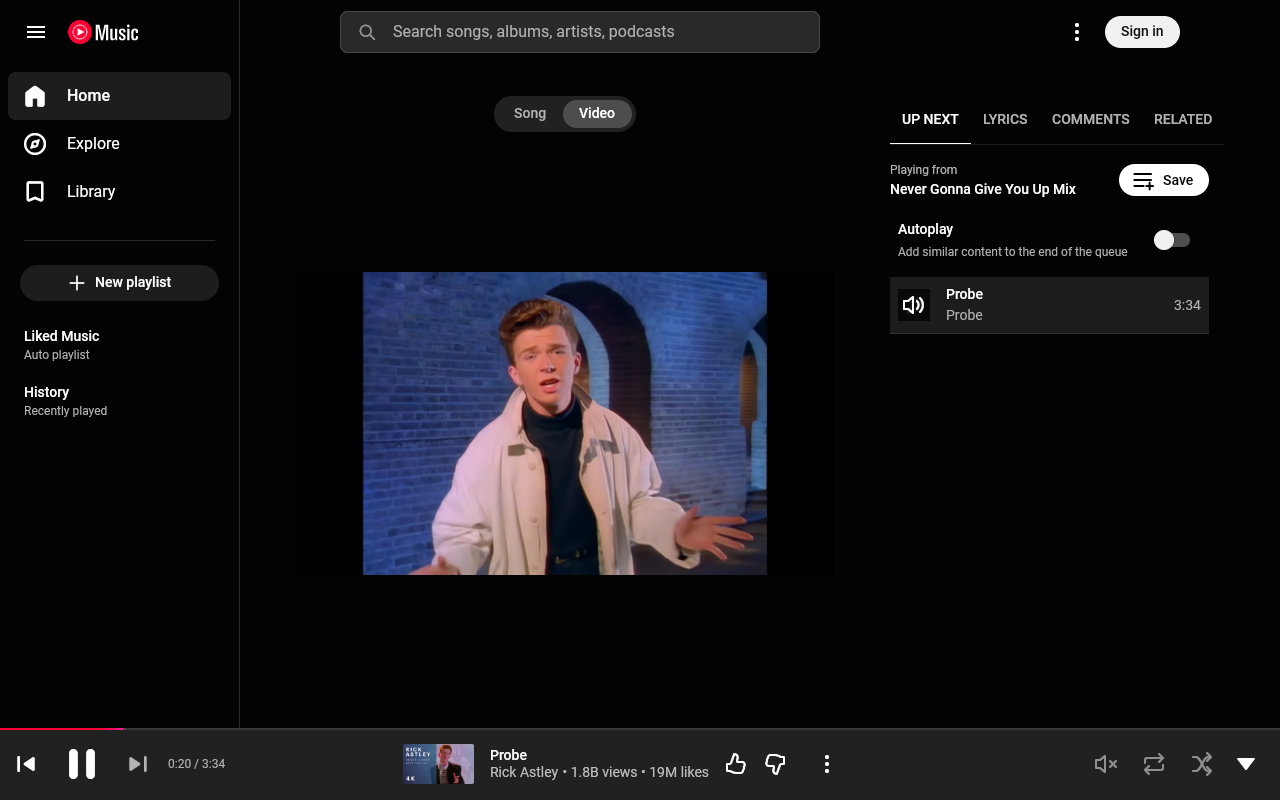 Music
Search songs, albums, artists, podcasts
Sign in
Home
Explore
Library
New playlist
Liked Music
Auto playlist
History
Recently played
Song
Video
UP NEXT
LYRICS
COMMENTS
RELATED
Playing from
Never Gonna Give You Up Mix
Save
Autoplay
Add similar content to the end of the queue
Probe
Probe
3:34
0:20 / 3:34
RICK
ASTLEY
4K
Probe
Rick Astley • 1.8B views • 19M likes